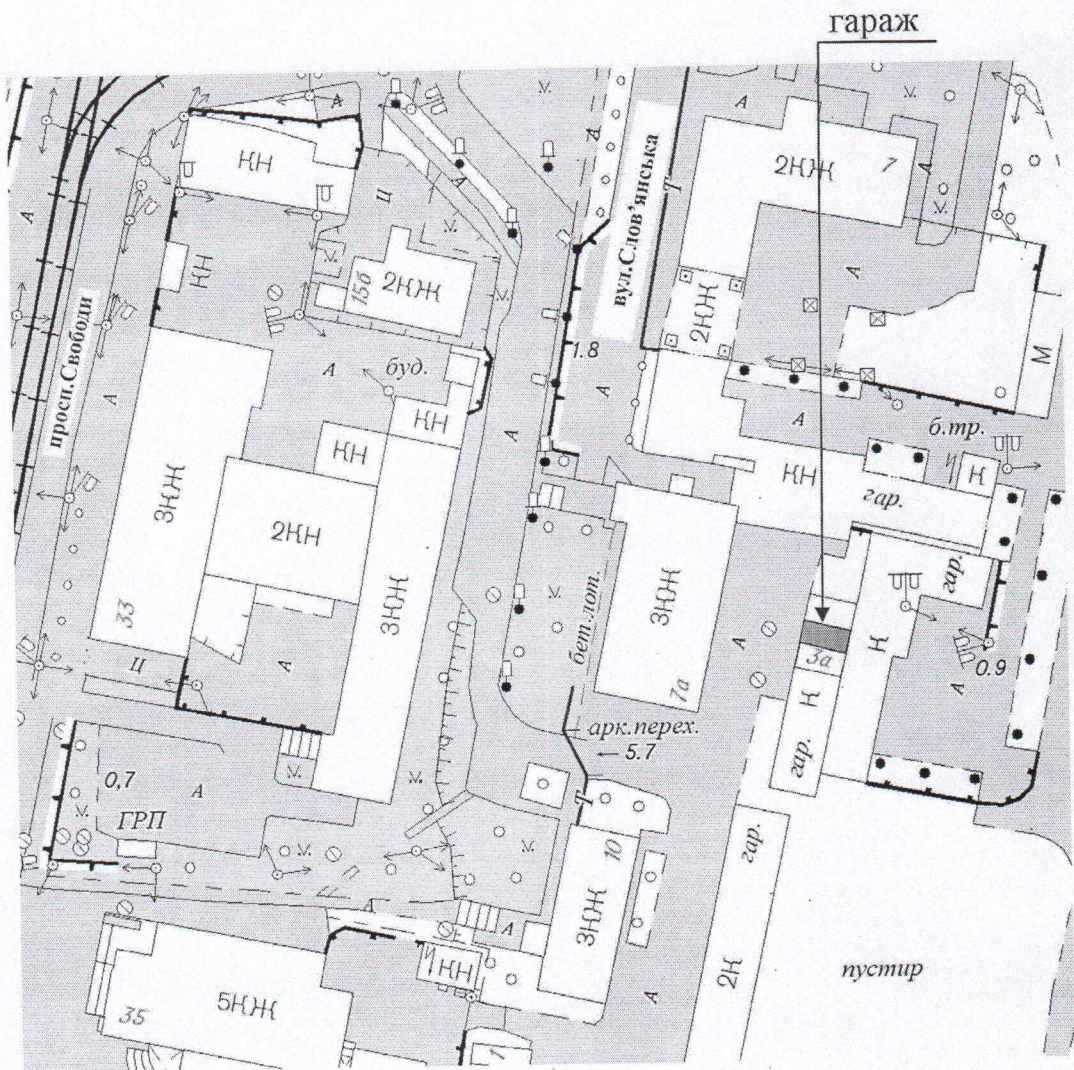 гараж
просп.Свободи
вул.Слов'янська
КН
А
Ц
А
2КЖ
7
А
А
Т
КН
15б
2КЖ
А
2КЖ
1.8
М
А
буд.
КН
А
А
А
б.тр.
КН
КН
гар.
К
3КЖ
2КН
3КЖ
бет.лот.
3КЖ
гар.
А
3а
К
0.9
А
33
А
Ц
7а
К
гар.
арк.перех.
5.7
0,7
А
ГРП
Т
10
гар.
3КЖ
А
А
КН
А
2К
пустир
35
5КЖ
1